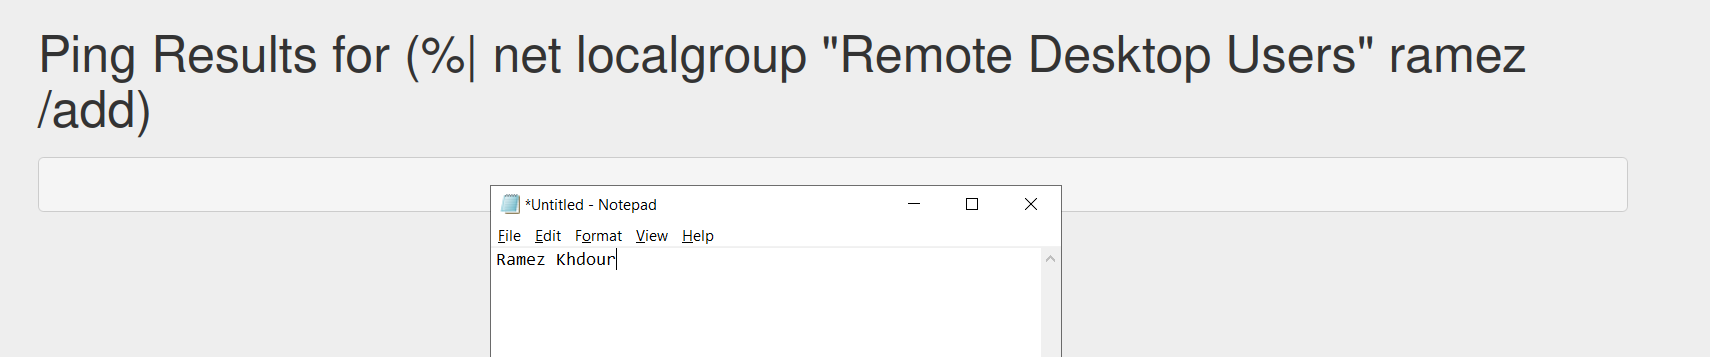 Ping Results for (%| net localgroup "Remote Desktop Users" ramez
/add)
*Untitled - Notepad
File Edit Format View Help
Ramez Khdour